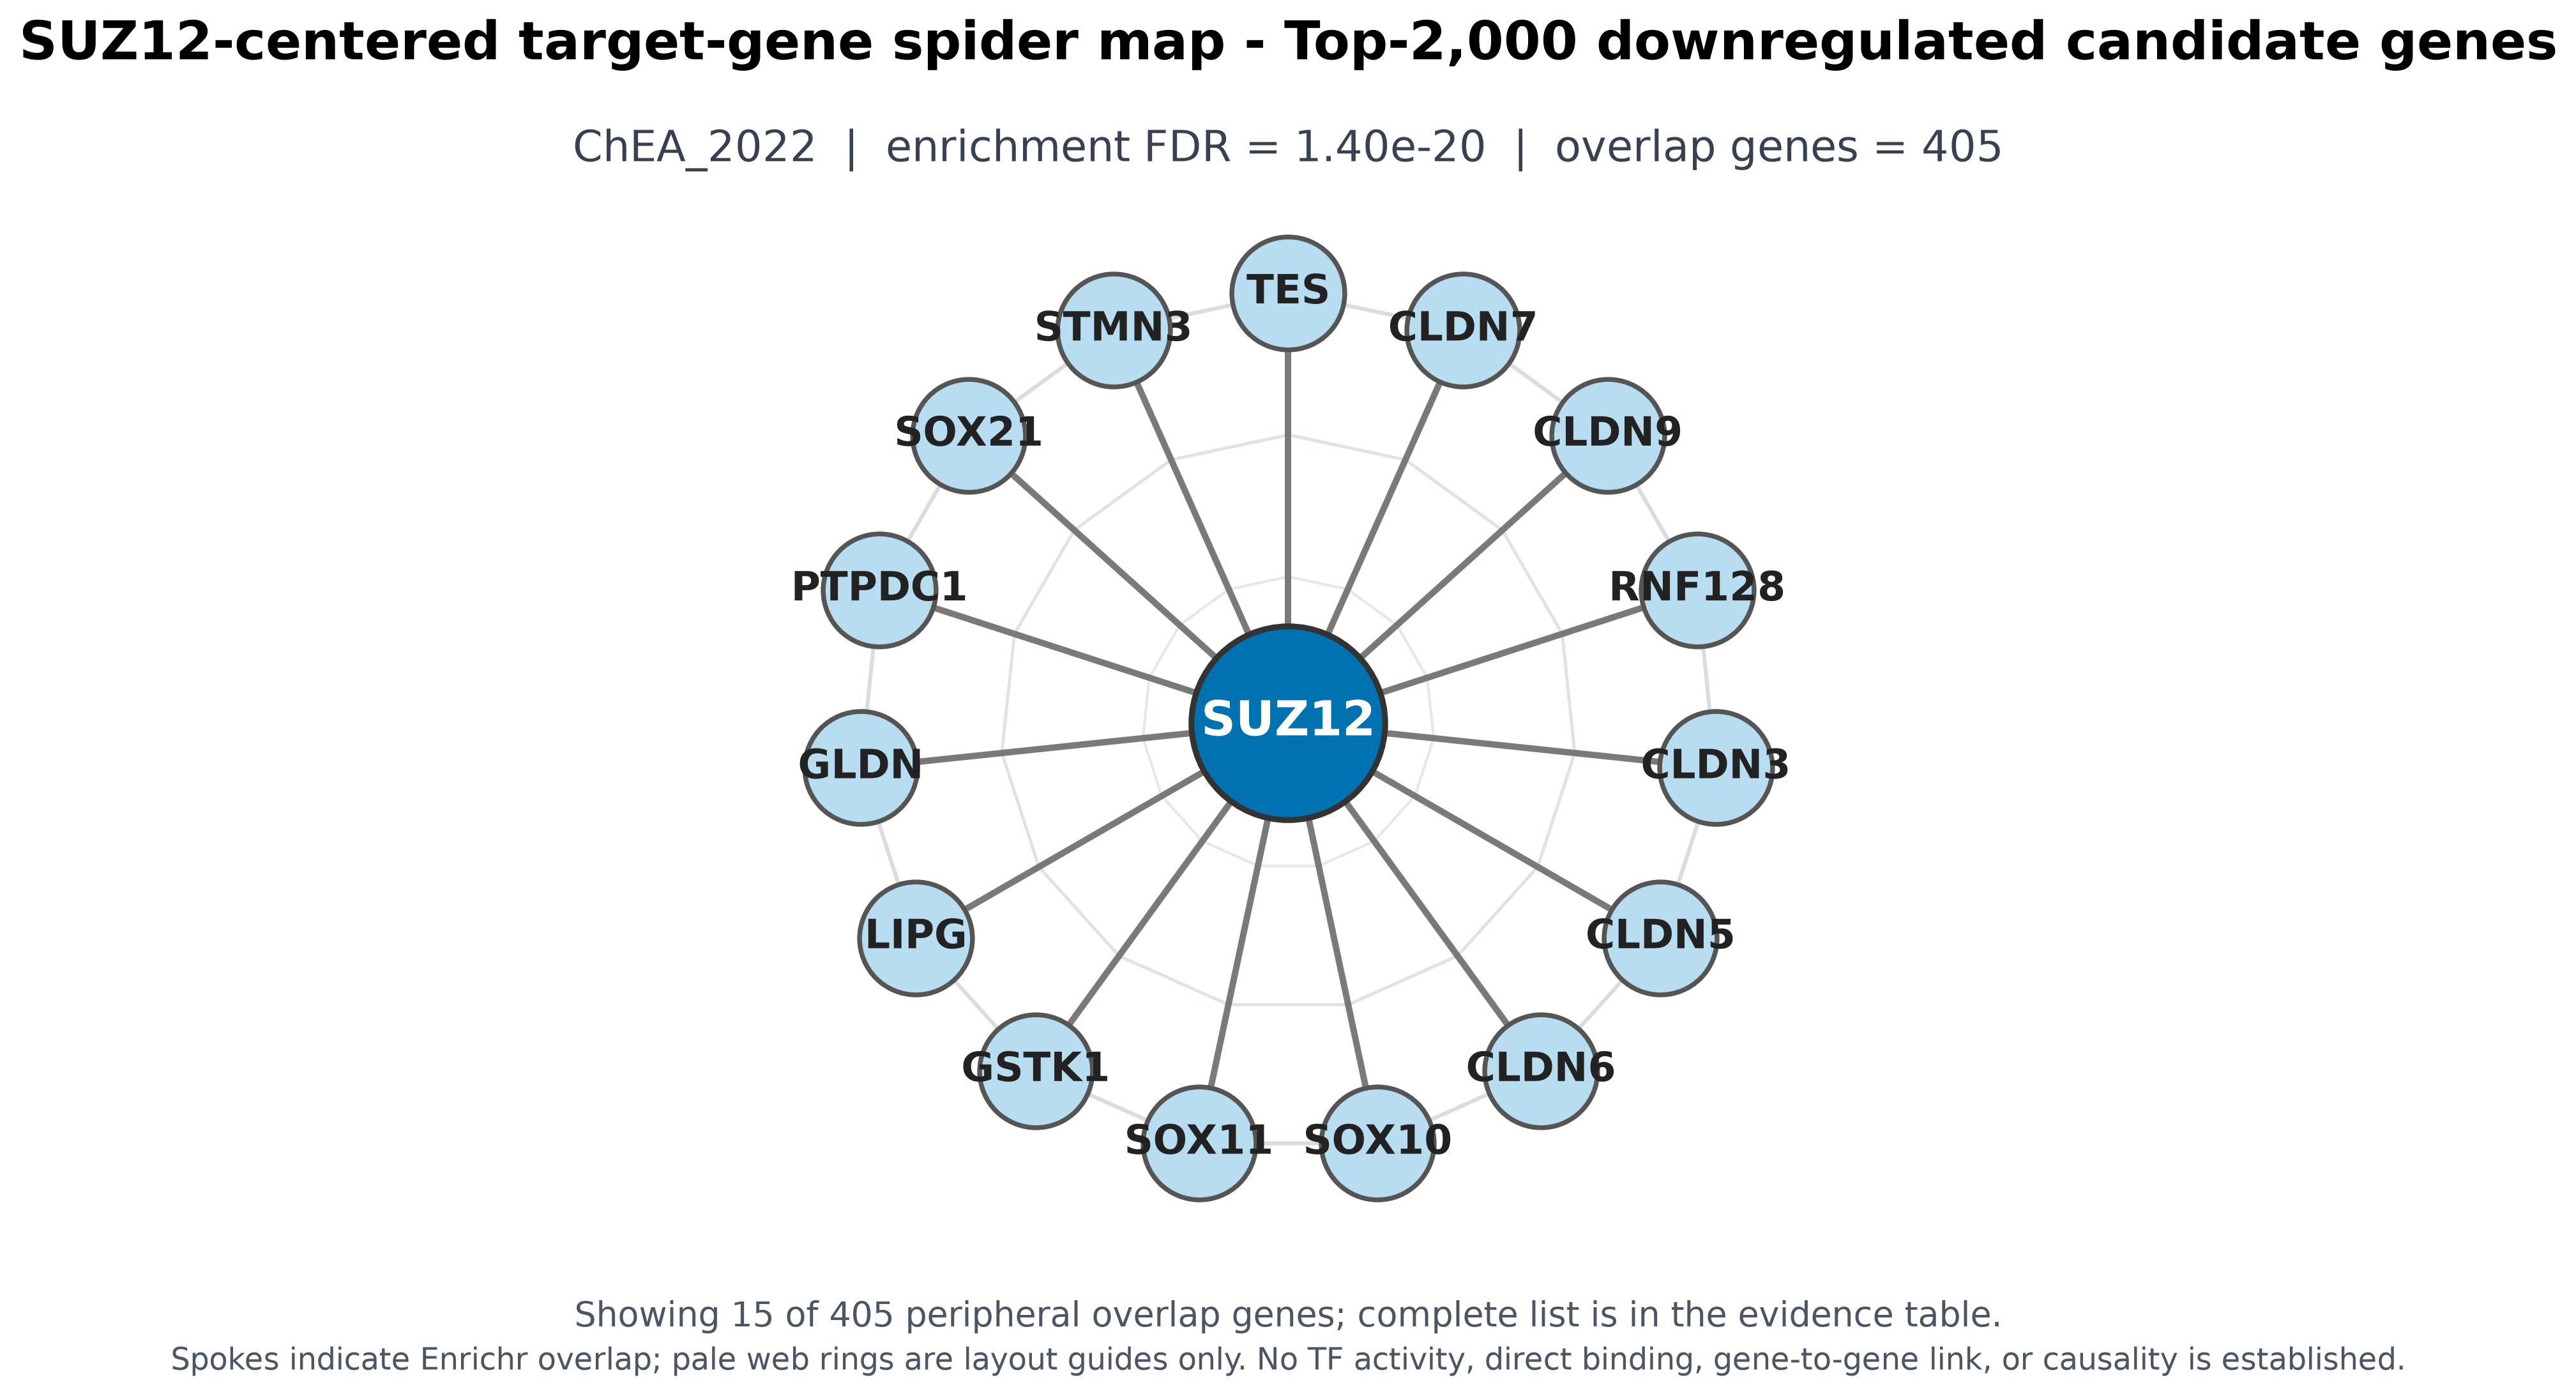 SUZ12-centered target-gene spider map - Top-2,000 downregulated candidate genes
ChEA_2022 | enrichment FDR = 1.40e-20 | overlap genes = 405
TES
STMN3
CLDN7
SOX21
CLDN9
PTPDC1
RNF128
SUZ12
GLDN
CLDN3
LIPG
CLDN5
GSTK1
CLDN6
SOX11
SOX10
Showing 15 of 405 peripheral overlap genes; complete list is in the evidence table.
Spokes indicate Enrichr overlap; pale web rings are layout guides only. No TF activity, direct binding, gene-to-gene link, or causality is established.